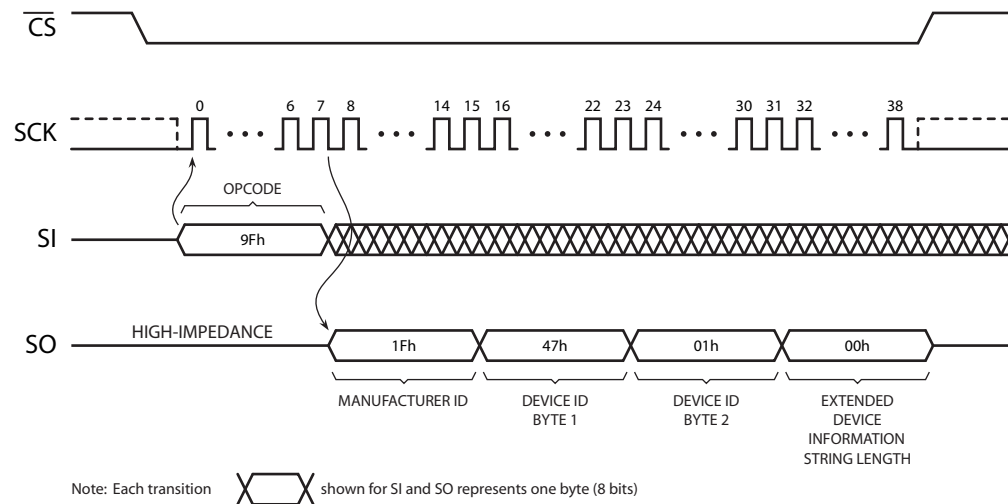 CS
0 6 7 8 14 15 16 22 23 24 30 31 32 38
SCK
OPCODE
SI
9Fh
HIGH-IMPEDANCE
SO
1Fh 47h 01h 00h
MANUFACTURER ID
DEVICE ID
BYTE 1
DEVICE ID
BYTE 2
EXTENDED
DEVICE
INFORMATION
STRING LENGTH
Note: Each transition shown for SI and SO represents one byte (8 bits)